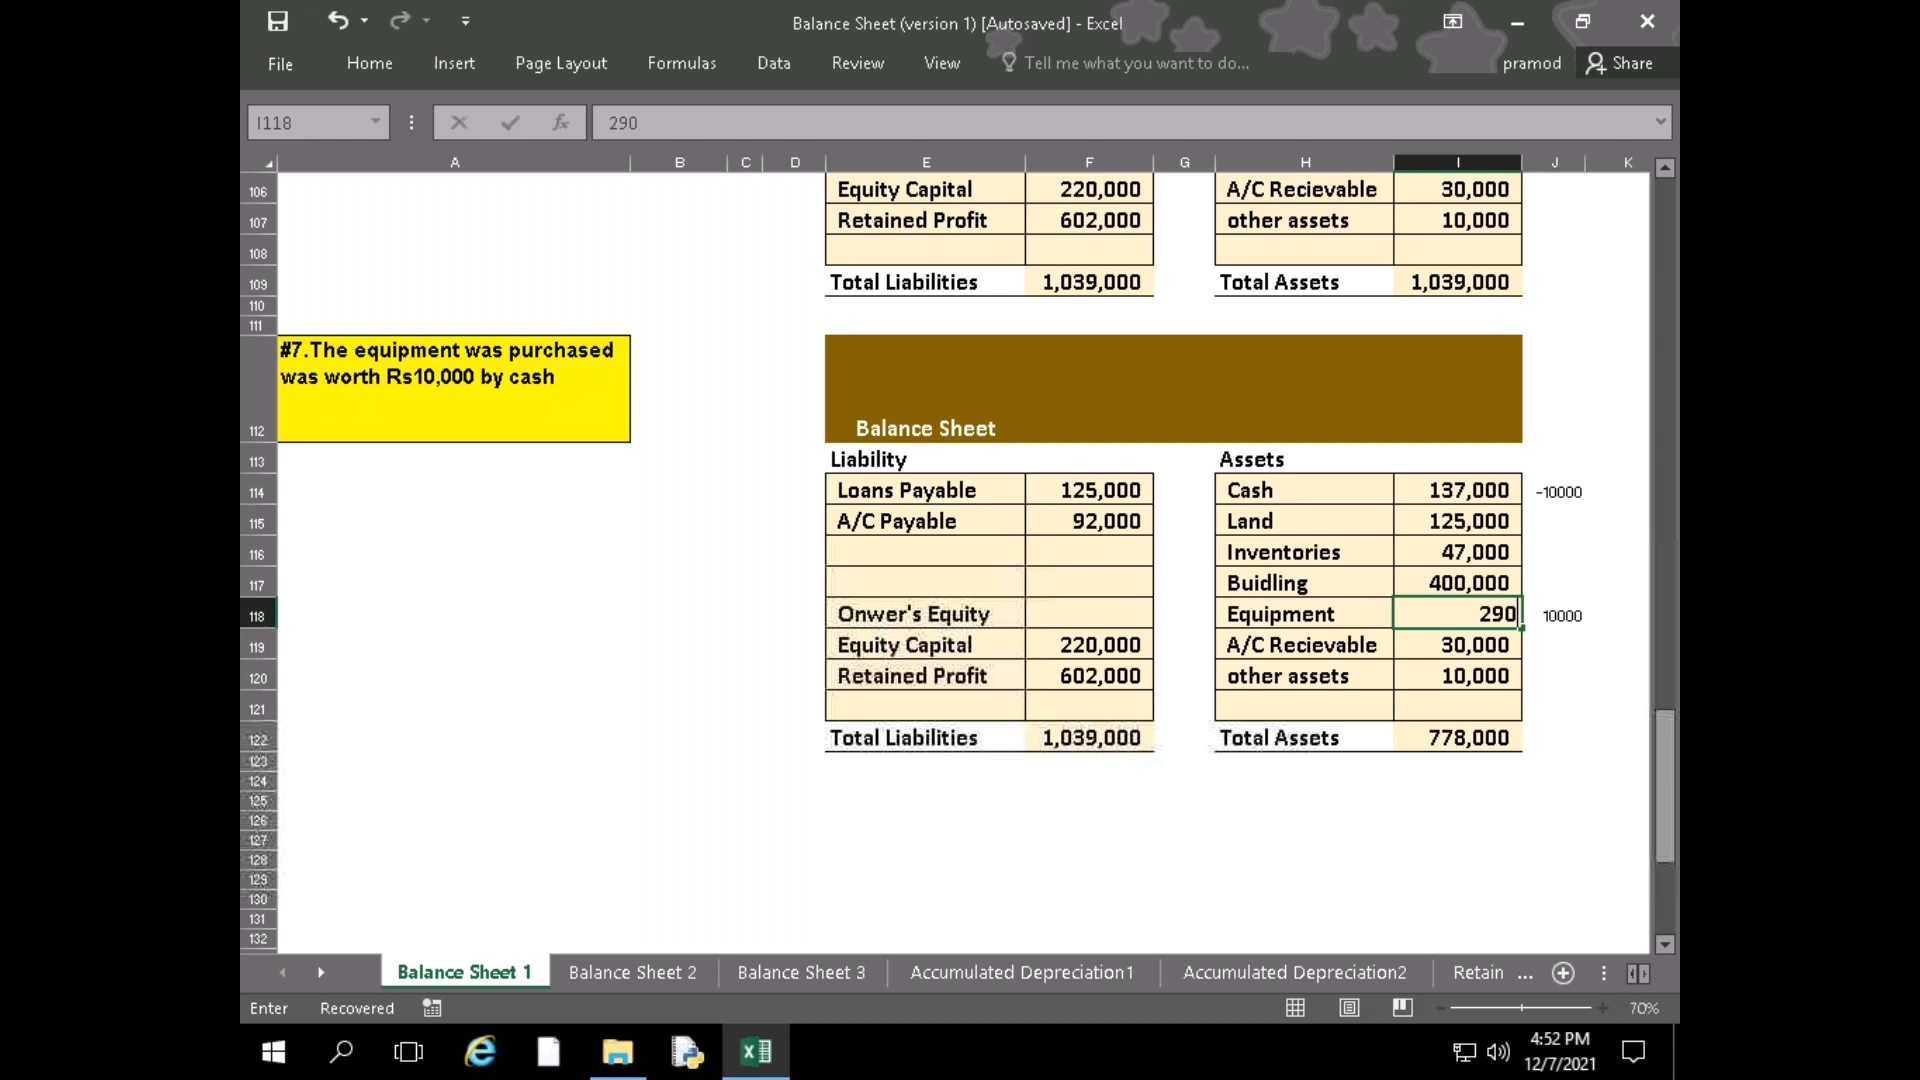 Balance Sheet (version 1) [Autosaved] - Excel
File Home Insert Page Layout Formulas Data Review View Tell me what you want to do... pramod Share
I118 fx 290
A B C D E F G H I J K
106 Equity Capital 220,000 A/C Recievable 30,000
107 Retained Profit 602,000 other assets 10,000
108
109 Total Liabilities 1,039,000 Total Assets 1,039,000
110
111
#7.The equipment was purchased
was worth Rs10,000 by cash
112 Balance Sheet
113 Liability Assets
114 Loans Payable 125,000 Cash 137,000 -10000
115 A/C Payable 92,000 Land 125,000
116 Inventories 47,000
117 Buidling 400,000
118 Onwer's Equity Equipment 290 10000
119 Equity Capital 220,000 A/C Recievable 30,000
120 Retained Profit 602,000 other assets 10,000
121
122 Total Liabilities 1,039,000 Total Assets 778,000
123
124
125
126
127
128
129
130
131
132
Balance Sheet 1 Balance Sheet 2 Balance Sheet 3 Accumulated Depreciation1 Accumulated Depreciation2 Retain ...
Enter Recovered 70%
4:52 PM
12/7/2021